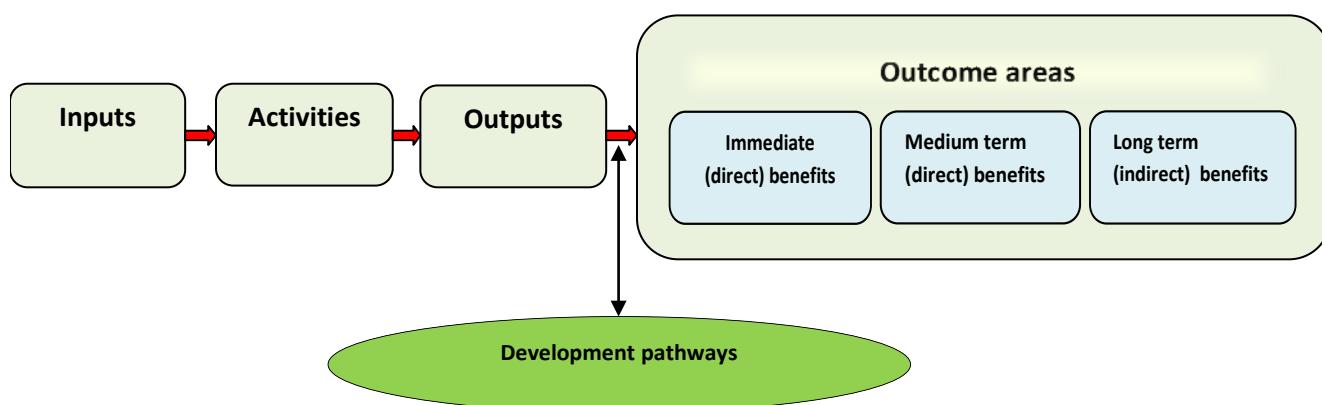 Inputs
Activities
Outputs
Outcome areas
Immediate
(direct) benefits
Medium term
(direct) benefits
Long term
(indirect) benefits
Development pathways